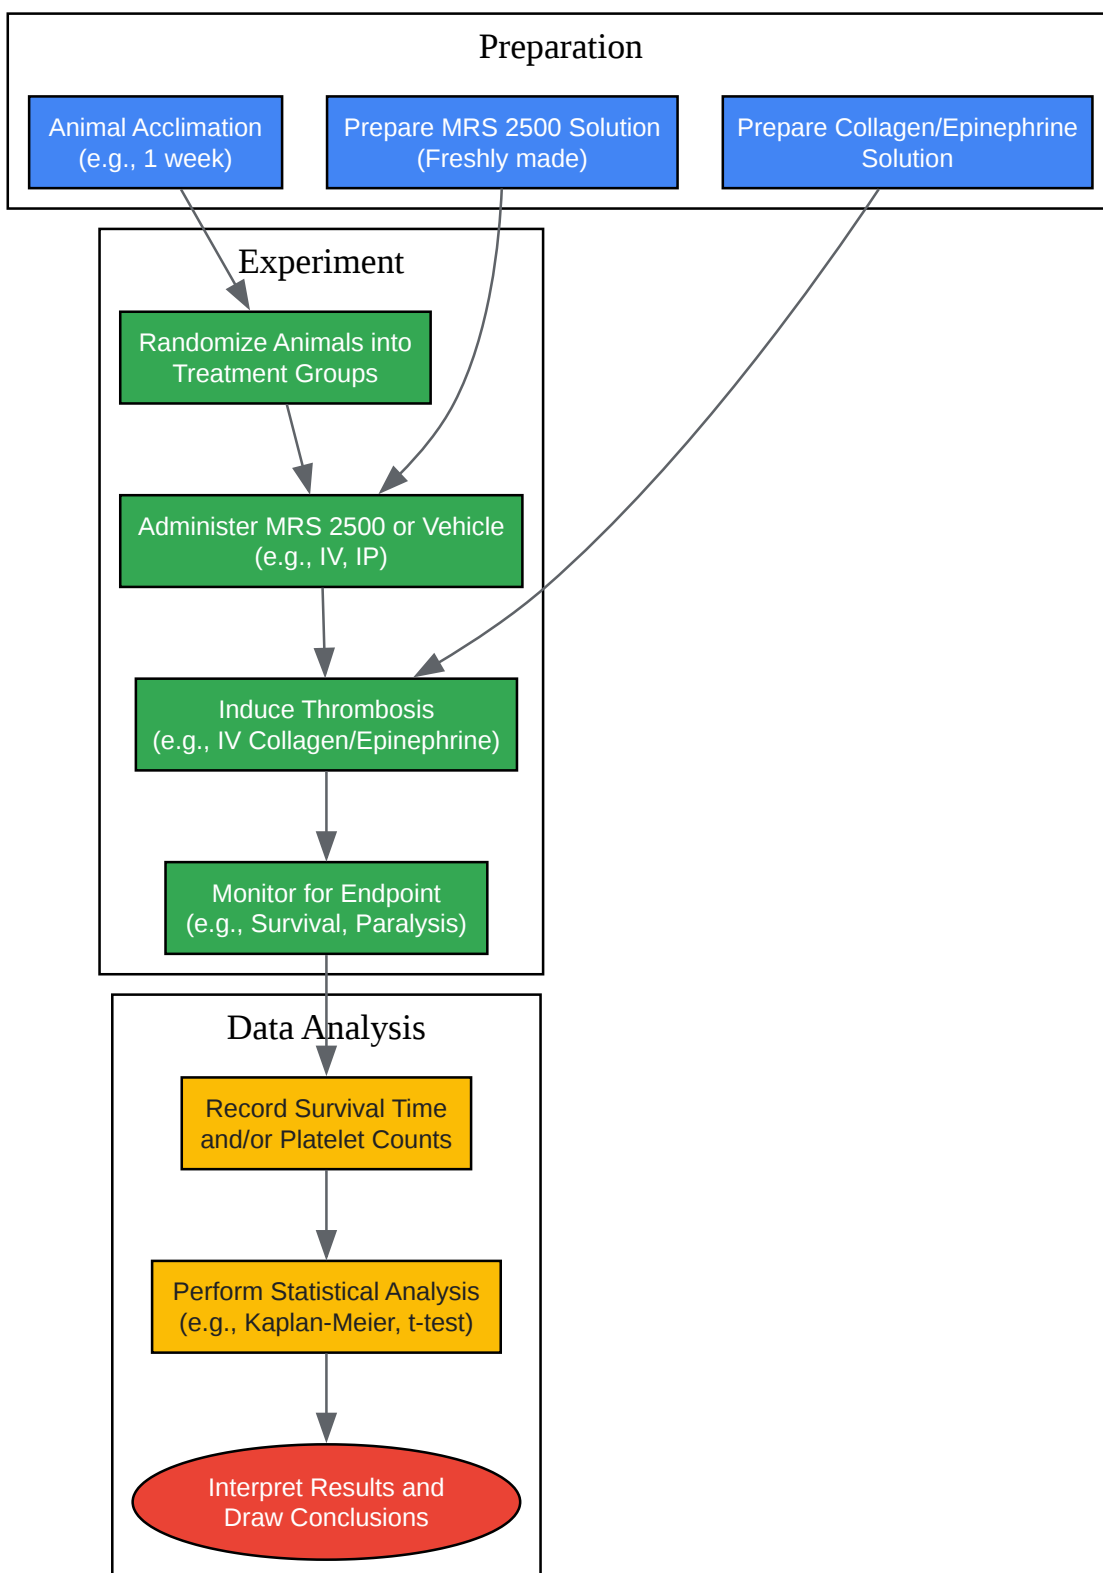 Preparation
Animal Acclimation
(e.g., 1 week)
Prepare MRS 2500 Solution
(Freshly made)
Prepare Collagen/Epinephrine
Solution
Experiment
Randomize Animals into
Treatment Groups
Administer MRS 2500 or Vehicle
(e.g., IV, IP)
Induce Thrombosis
(e.g., IV Collagen/Epinephrine)
Monitor for Endpoint
(e.g., Survival, Paralysis)
Data Analysis
Record Survival Time
and/or Platelet Counts
Perform Statistical Analysis
(e.g., Kaplan-Meier, t-test)
Interpret Results and
Draw Conclusions